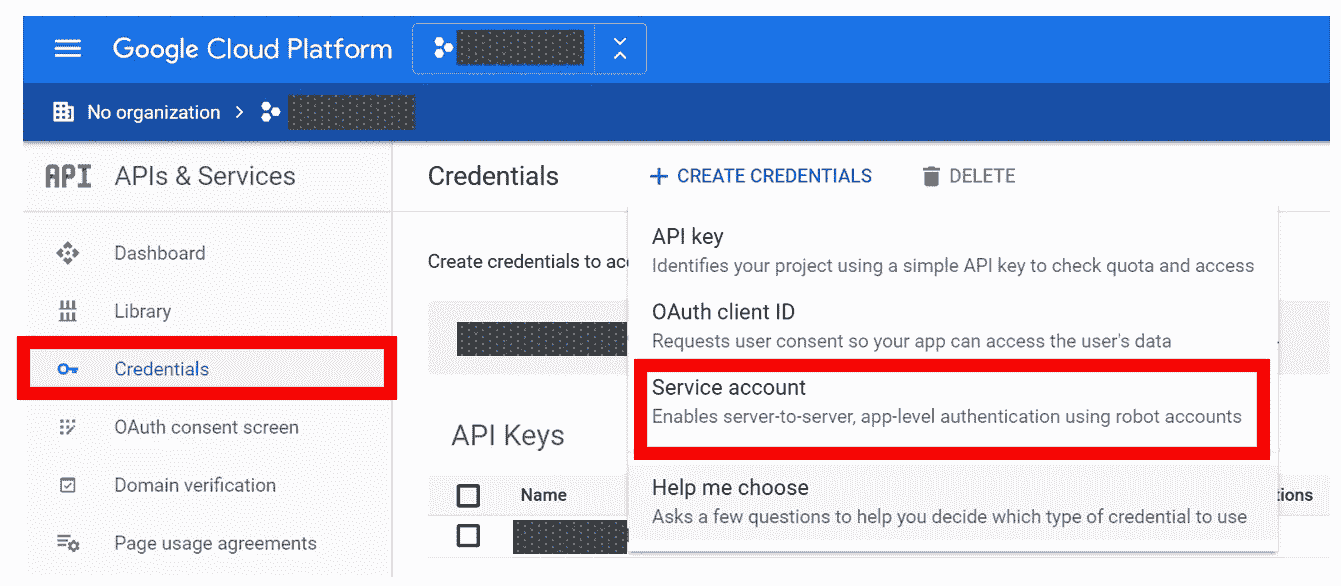 Google Cloud Platform
No organization
API APIs & Services
Credentials
+ CREATE CREDENTIALS
DELETE
Dashboard
Library
Credentials
OAuth consent screen
Domain verification
Page usage agreements
Create credentials to acc
API key
Identifies your project using a simple API key to check quota and access
OAuth client ID
Requests user consent so your app can access the user's data
Service account
Enables server-to-server, app-level authentication using robot accounts
Help me choose
Asks a few questions to help you decide which type of credential to use
API Keys
Name
tions